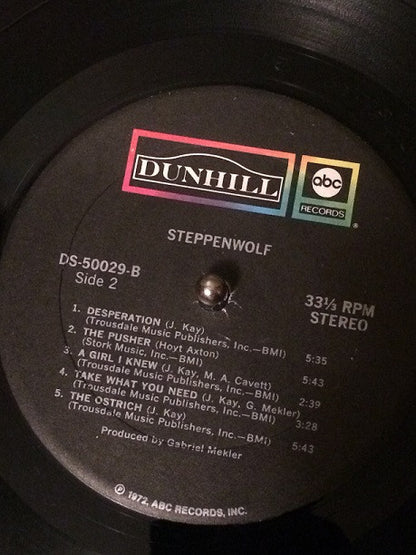 DUNHILL
abc
RECORDS
®
STEPPENWOLF
DS-50029-B
Side 2
33⅓ RPM
STEREO
1. DESPERATION (J. Kay)
(Trousdale Music Publishers, Inc.—BMI) 5:35
2. THE PUSHER (Hoyt Axton)
(Stork Music, Inc.—BMI) 5:43
3. A GIRL I KNEW (J. Kay, M. A. Cavett)
(Trousdale Music Publishers, Inc.—BMI) 2:39
4. TAKE WHAT YOU NEED (J. Kay, G. Mekler)
(Trousdale Music Publishers, Inc.—BMI) 3:28
5. THE OSTRICH (J. Kay)
(Trousdale Music Publishers, Inc.—BMI) 5:43
Produced by Gabriel Mekler
℗ 1972, ABC RECORDS, INC.